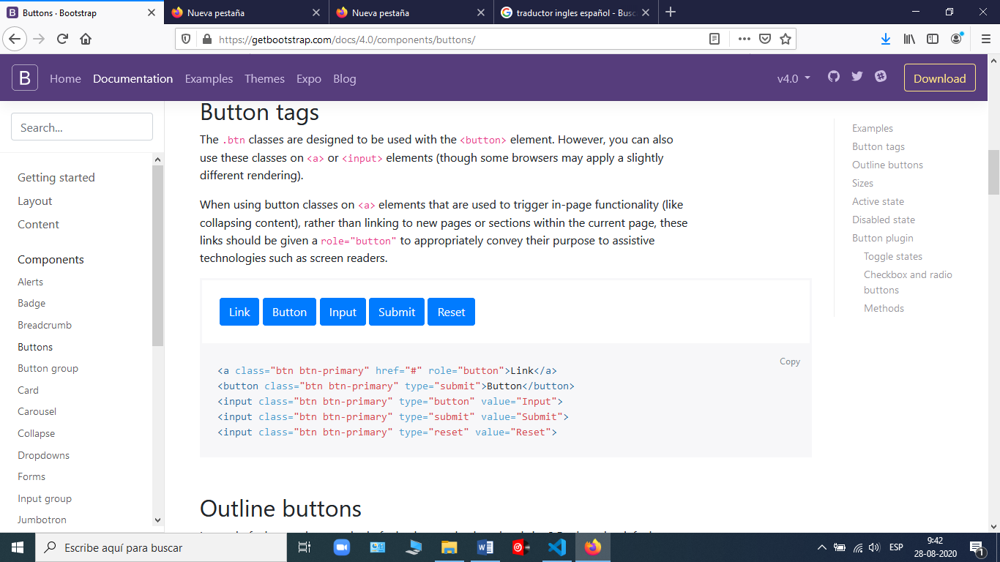 Buttons · Bootstrap
Nueva pestaña
Nueva pestaña
traductor ingles español - Busc
https://getbootstrap.com/docs/4.0/components/buttons/
B Home Documentation Examples Themes Expo Blog v4.0 Download
Search...
Getting started
Layout
Content
Components
Alerts
Badge
Breadcrumb
Buttons
Button group
Card
Carousel
Collapse
Dropdowns
Forms
Input group
Jumbotron
Button tags
The .btn classes are designed to be used with the <button> element. However, you can also
use these classes on <a> or <input> elements (though some browsers may apply a slightly
different rendering).
When using button classes on <a> elements that are used to trigger in-page functionality (like
collapsing content), rather than linking to new pages or sections within the current page, these
links should be given a role="button" to appropriately convey their purpose to assistive
technologies such as screen readers.
Link Button Input Submit Reset
Copy
<a class="btn btn-primary" href="#" role="button">Link</a>
<button class="btn btn-primary" type="submit">Button</button>
<input class="btn btn-primary" type="button" value="Input">
<input class="btn btn-primary" type="submit" value="Submit">
<input class="btn btn-primary" type="reset" value="Reset">
Outline buttons
Examples
Button tags
Outline buttons
Sizes
Active state
Disabled state
Button plugin
Toggle states
Checkbox and radio
buttons
Methods
Escribe aquí para buscar
ESP
9:42
28-08-2020
1